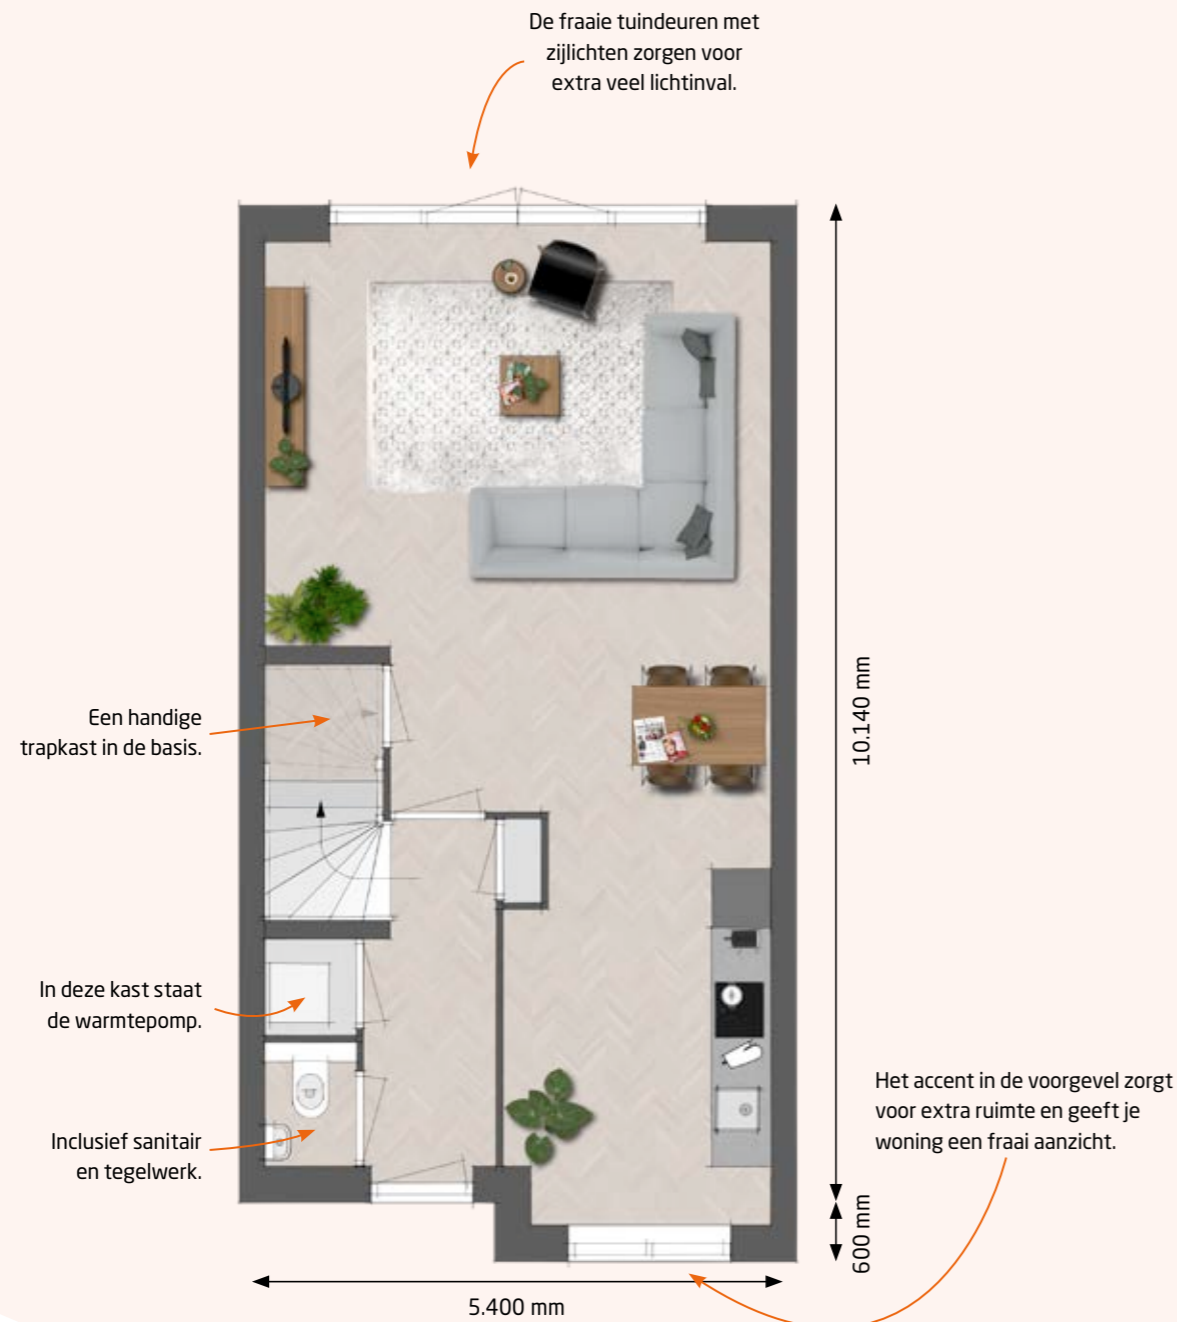 De fraaie tuindeuren met
zijlichten zorgen voor
extra veel lichtinval.
Een handige
trapkast in de basis.
10.140 mm
In deze kast staat
de warmtepomp.
Het accent in de voorgevel zorgt
voor extra ruimte en geeft je
woning een fraai aanzicht.
Inclusief sanitair
en tegelwerk.
600 mm
5.400 mm